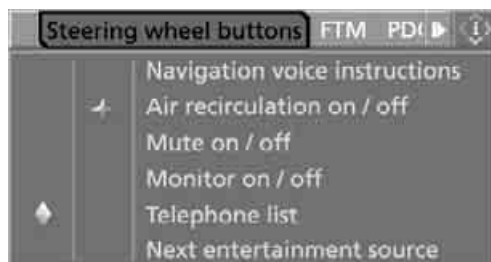 Steering wheel buttons FTM PDC
Navigation voice instructions
Air recirculation on / off
Mute on / off
Monitor on / off
Telephone list
Next entertainment source